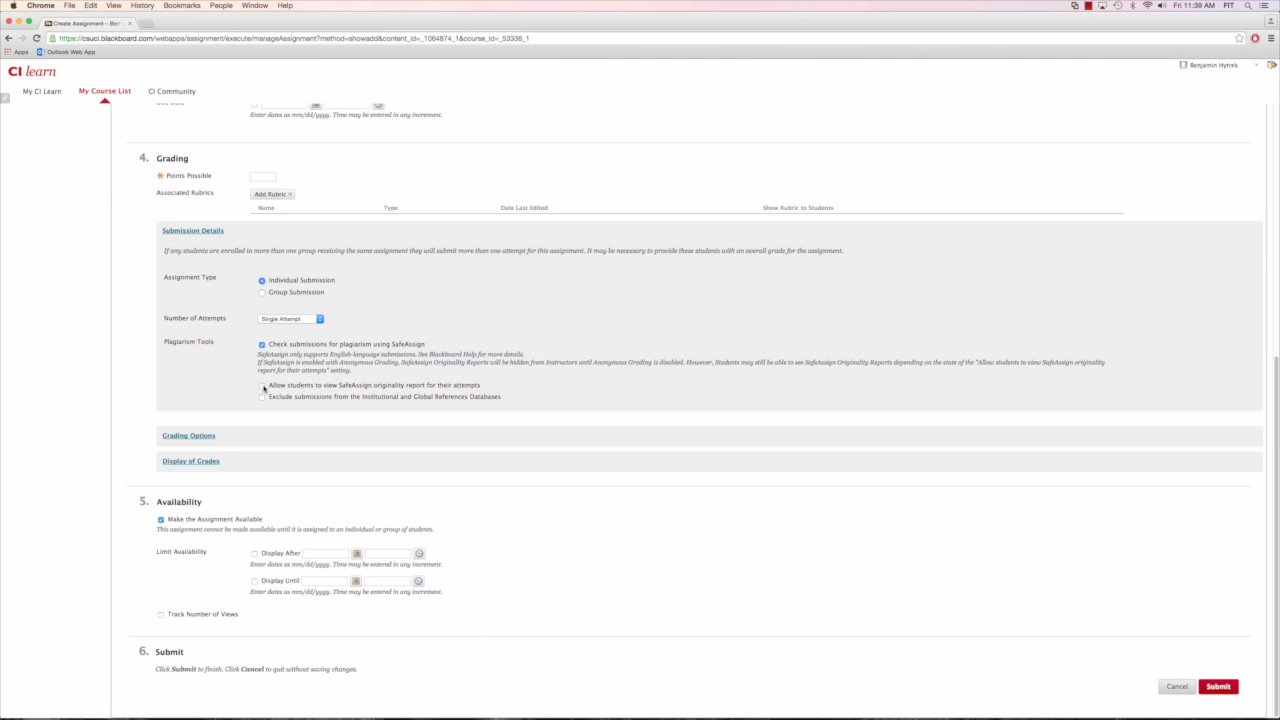 Chrome File Edit View History Bookmarks People Window Help Fri 11:39 AM FIT
Create Assignment – Ben
https://csuci.blackboard.com/webapps/assignment/execute/manageAssignment?method=showadd&content_id=_1064874_1&course_id=_53336_1
Apps Outlook Web App
CI learn
Benjamin Hytrek
My CI Learn My Course List CI Community
Enter dates as mm/dd/yyyy. Time may be entered in any increment.
4. Grading
Points Possible
Associated Rubrics Add Rubric
Name Type Date Last Edited Show Rubric to Students
Submission Details
If any students are enrolled in more than one group receiving the same assignment they will submit more than one attempt for this assignment. It may be necessary to provide these students with an overall grade for the assignment.
Assignment Type Individual Submission
Group Submission
Number of Attempts Single Attempt
Plagiarism Tools Check submissions for plagiarism using SafeAssign
SafeAssign only supports English-language submissions. See Blackboard Help for more details.
If SafeAssign is enabled with Anonymous Grading, SafeAssign Originality Reports will be hidden from Instructors until Anonymous Grading is disabled. However, Students may still be able to see SafeAssign Originality Reports depending on the state of the "Allow students to view SafeAssign originality
report for their attempts" setting.
Allow students to view SafeAssign originality report for their attempts
Exclude submissions from the Institutional and Global References Databases
Grading Options
Display of Grades
5. Availability
Make the Assignment Available
This assignment cannot be made available until it is assigned to an individual or group of students.
Limit Availability Display After
Enter dates as mm/dd/yyyy. Time may be entered in any increment.
Display Until
Enter dates as mm/dd/yyyy. Time may be entered in any increment.
Track Number of Views
6. Submit
Click Submit to finish. Click Cancel to quit without saving changes.
Cancel Submit